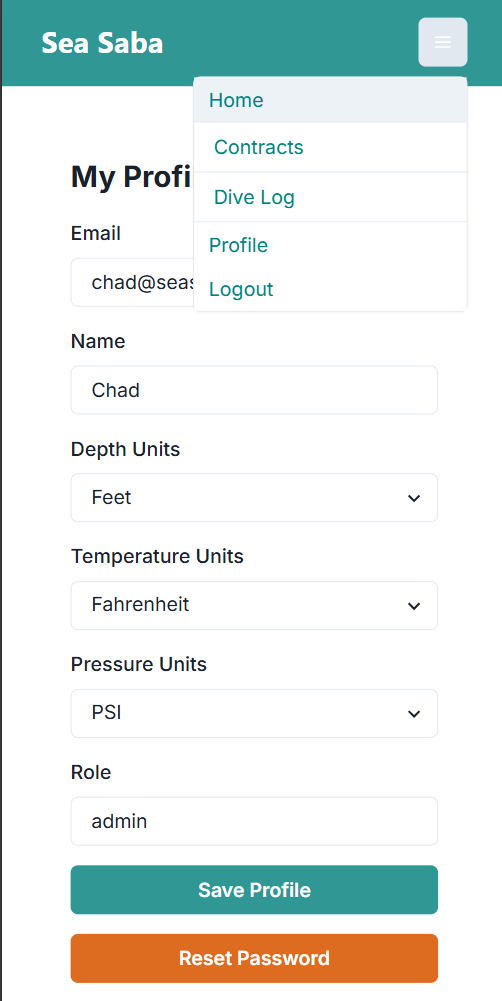 Sea Saba
Home
Contracts
Dive Log
Profile
Logout
My Profi
Email
chad@seas
Name
Chad
Depth Units
Feet
Temperature Units
Fahrenheit
Pressure Units
PSI
Role
admin
Save Profile
Reset Password